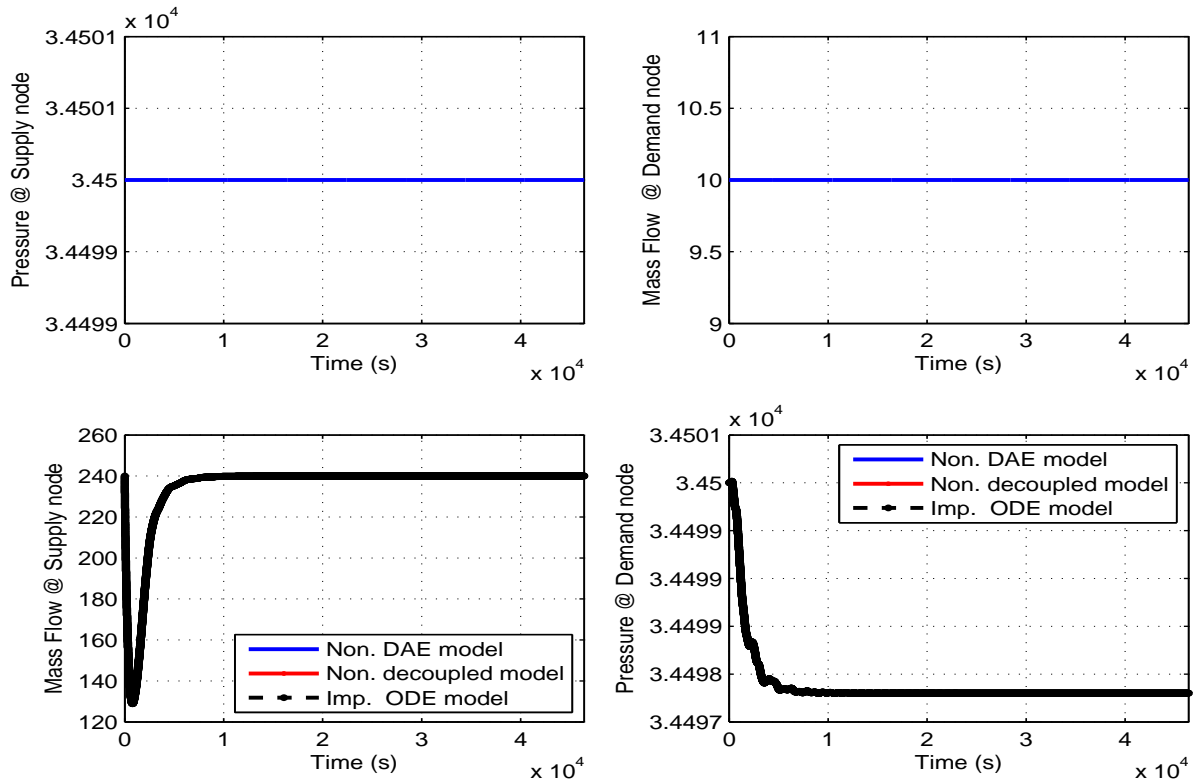 x 10^4
3.4501
3.4501
3.45
3.4499
3.4499
Pressure @ Supply node
0
1
2
3
4
Time (s)
x 10^4
11
10.5
10
9.5
9
Mass Flow @ Demand node
0
1
2
3
4
Time (s)
x 10^4
260
240
220
200
180
160
140
120
Mass Flow @ Supply node
Non. DAE model
Non. decoupled model
Imp. ODE model
0
1
2
3
4
Time (s)
x 10^4
x 10^4
3.4501
3.45
3.4499
3.4499
3.4499
3.4498
3.4497
Pressure @ Demand node
Non. DAE model
Non. decoupled model
Imp. ODE model
0
1
2
3
4
Time (s)
x 10^4